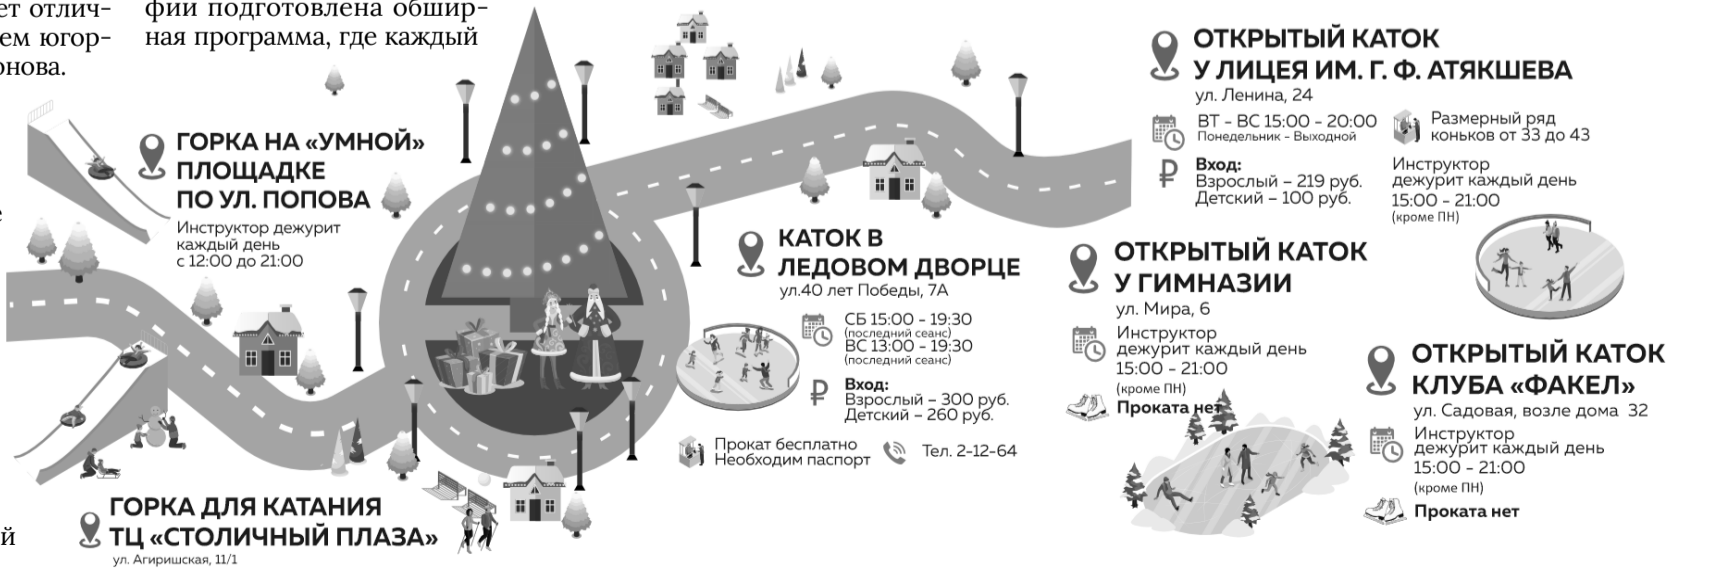 ет отлич-
ем югор-
онова.
фии подготовлена обшир-
ная программа, где каждый
ГОРКА НА «УМНОЙ»
ПЛОЩАДКЕ
ПО УЛ. ПОПОВА
Инструктор дежурит
каждый день
с 12:00 до 21:00
е
й
ГОРКА ДЛЯ КАТАНИЯ
ТЦ «СТОЛИЧНЫЙ ПЛАЗА»
ул. Агиришская, 11/1
КАТОК В
ЛЕДОВОМ ДВОРЦЕ
ул.40 лет Победы, 7А
СБ 15:00 - 19:30
(последний сеанс)
ВС 13:00 - 19:30
(последний сеанс)
₽
Вход:
Взрослый – 300 руб.
Детский – 260 руб.
Прокат бесплатно
Необходим паспорт
Тел. 2-12-64
ОТКРЫТЫЙ КАТОК
У ЛИЦЕЯ ИМ. Г. Ф. АТЯКШЕВА
ул. Ленина, 24
ВТ - ВС 15:00 - 20:00
Понедельник - Выходной
₽
Вход:
Взрослый – 219 руб.
Детский – 100 руб.
Размерный ряд
коньков от 33 до 43
Инструктор
дежурит каждый день
15:00 - 21:00
(кроме ПН)
ОТКРЫТЫЙ КАТОК
У ГИМНАЗИИ
ул. Мира, 6
Инструктор
дежурит каждый день
15:00 - 21:00
(кроме ПН)
Проката нет
ОТКРЫТЫЙ КАТОК
КЛУБА «ФАКЕЛ»
ул. Садовая, возле дома 32
Инструктор
дежурит каждый день
15:00 - 21:00
(кроме ПН)
Проката нет